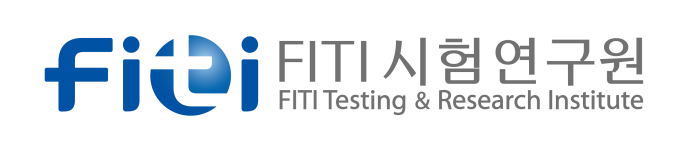 fiti
FITI 시험연구원
FITI Testing & Research Institute